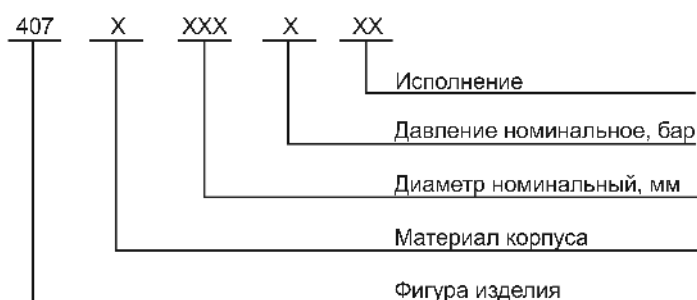 407 X XXX X XX
Исполнение
Давление номинальное, бар
Диаметр номинальный, мм
Материал корпуса
Фигура изделия